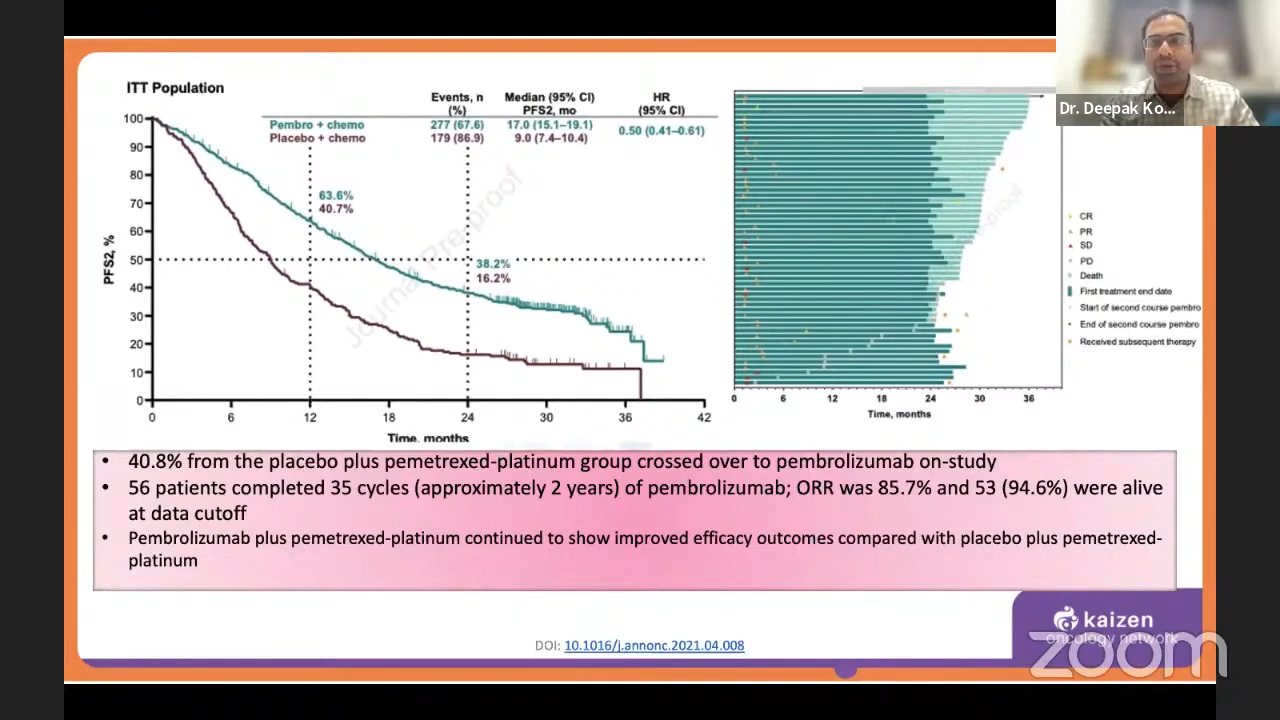 Dr. Deepak Ko...
ITT Population
Events, n (%)
Median (95% CI) PFS2, mo
HR (95% CI)
Pembro + chemo 277 (67.6) 17.0 (15.1–19.1)
Placebo + chemo 179 (86.9) 9.0 (7.4–10.4)
0.50 (0.41–0.61)
PFS2, %
100
90
80
70
60
50
40
30
20
10
0
63.6%
40.7%
38.2%
16.2%
Journal Pre-proof
0 6 12 18 24 30 36 42
Time, months
CR
PR
SD
PD
Death
First treatment end date
Start of second course pembro
End of second course pembro
Received subsequent therapy
0 6 12 18 24 30 36
Time, months
• 40.8% from the placebo plus pemetrexed-platinum group crossed over to pembrolizumab on-study
• 56 patients completed 35 cycles (approximately 2 years) of pembrolizumab; ORR was 85.7% and 53 (94.6%) were alive
at data cutoff
• Pembrolizumab plus pemetrexed-platinum continued to show improved efficacy outcomes compared with placebo plus pemetrexed-
platinum
DOI: 10.1016/j.annonc.2021.04.008
kaizen
oncology network
zoom